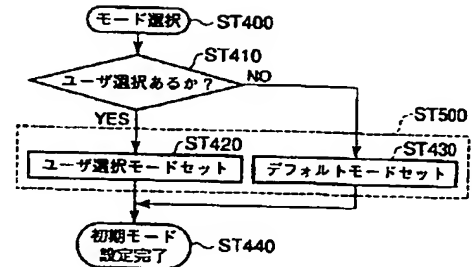 モード選択
ST400
ST410
ユーザ選択あるか？
NO
YES
ST500
ST420
ST430
ユーザ選択モードセット
デフォルトモードセット
初期モード
設定完了
ST440